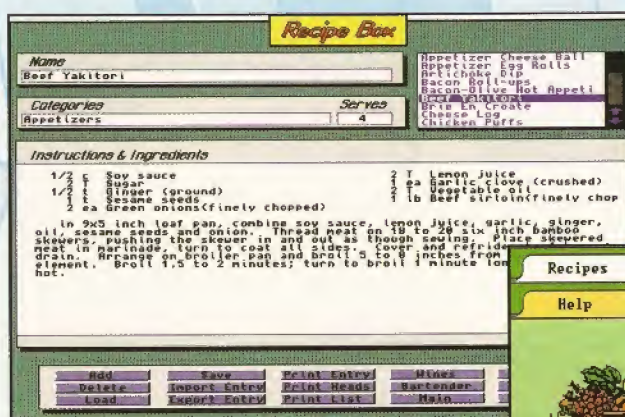 Recipe Box
Name
Beef Yakitori
Categories
Serves
Appetizers
4
Appetizer Cheese Ball
Appetizer Egg Rolls
Artichoke Dip
Bacon Roll-ups
Bacon-Olive Hot Appeti
Beef Yakitori
Brie En Croate
Cheese Log
Chicken Puffs
Instructions & Ingredients
1/2 c Soy sauce
2 T Sugar
1/2 t Ginger (ground)
1 t Sesame seeds
2 ea Green onions(finely chopped)
2 T Lemon juice
1 ea Garlic clove (crushed)
2 T Vegetable oil
1 lb Beef sirloin(finely chop
in 9x5 inch loaf pan, combine soy sauce, lemon juice, garlic, ginger,
oil, sesame seeds and onion. Thread meat on 18 to 20 six inch bamboo
skewers, pushing the skewer in and out as though sewing. Place skewered
meat in marinade, turn to coat all sides. Cover and refride
drain. Arrange on broiler pan and broil 5 to 8 inches from
element. Broil 1.5 to 2 minutes; turn to broil 1 minute lon
hot.
Add Save Print Entry Wines
Delete Import Entry Print Heads Bartender
Load Export Entry Print List Main
Recipes
Help